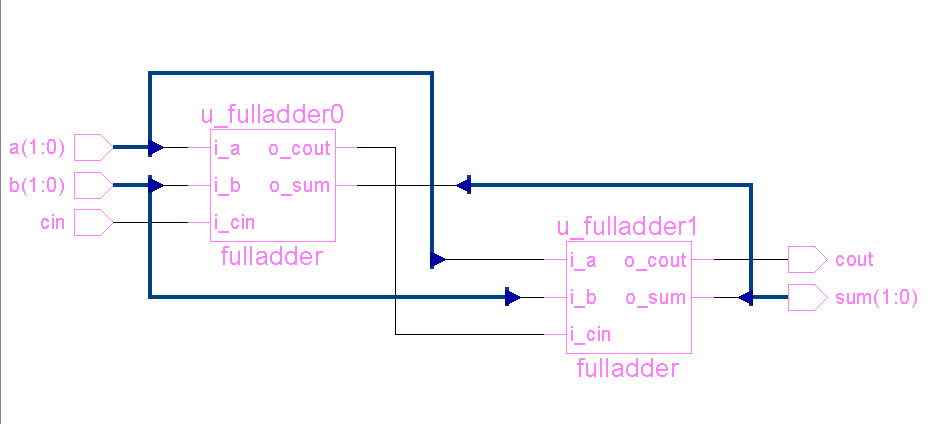 u_fulladder0
a(1:0)
i_a o_cout
b(1:0)
i_b o_sum
cin
i_cin
fulladder
u_fulladder1
i_a o_cout
cout
i_b o_sum
sum(1:0)
i_cin
fulladder